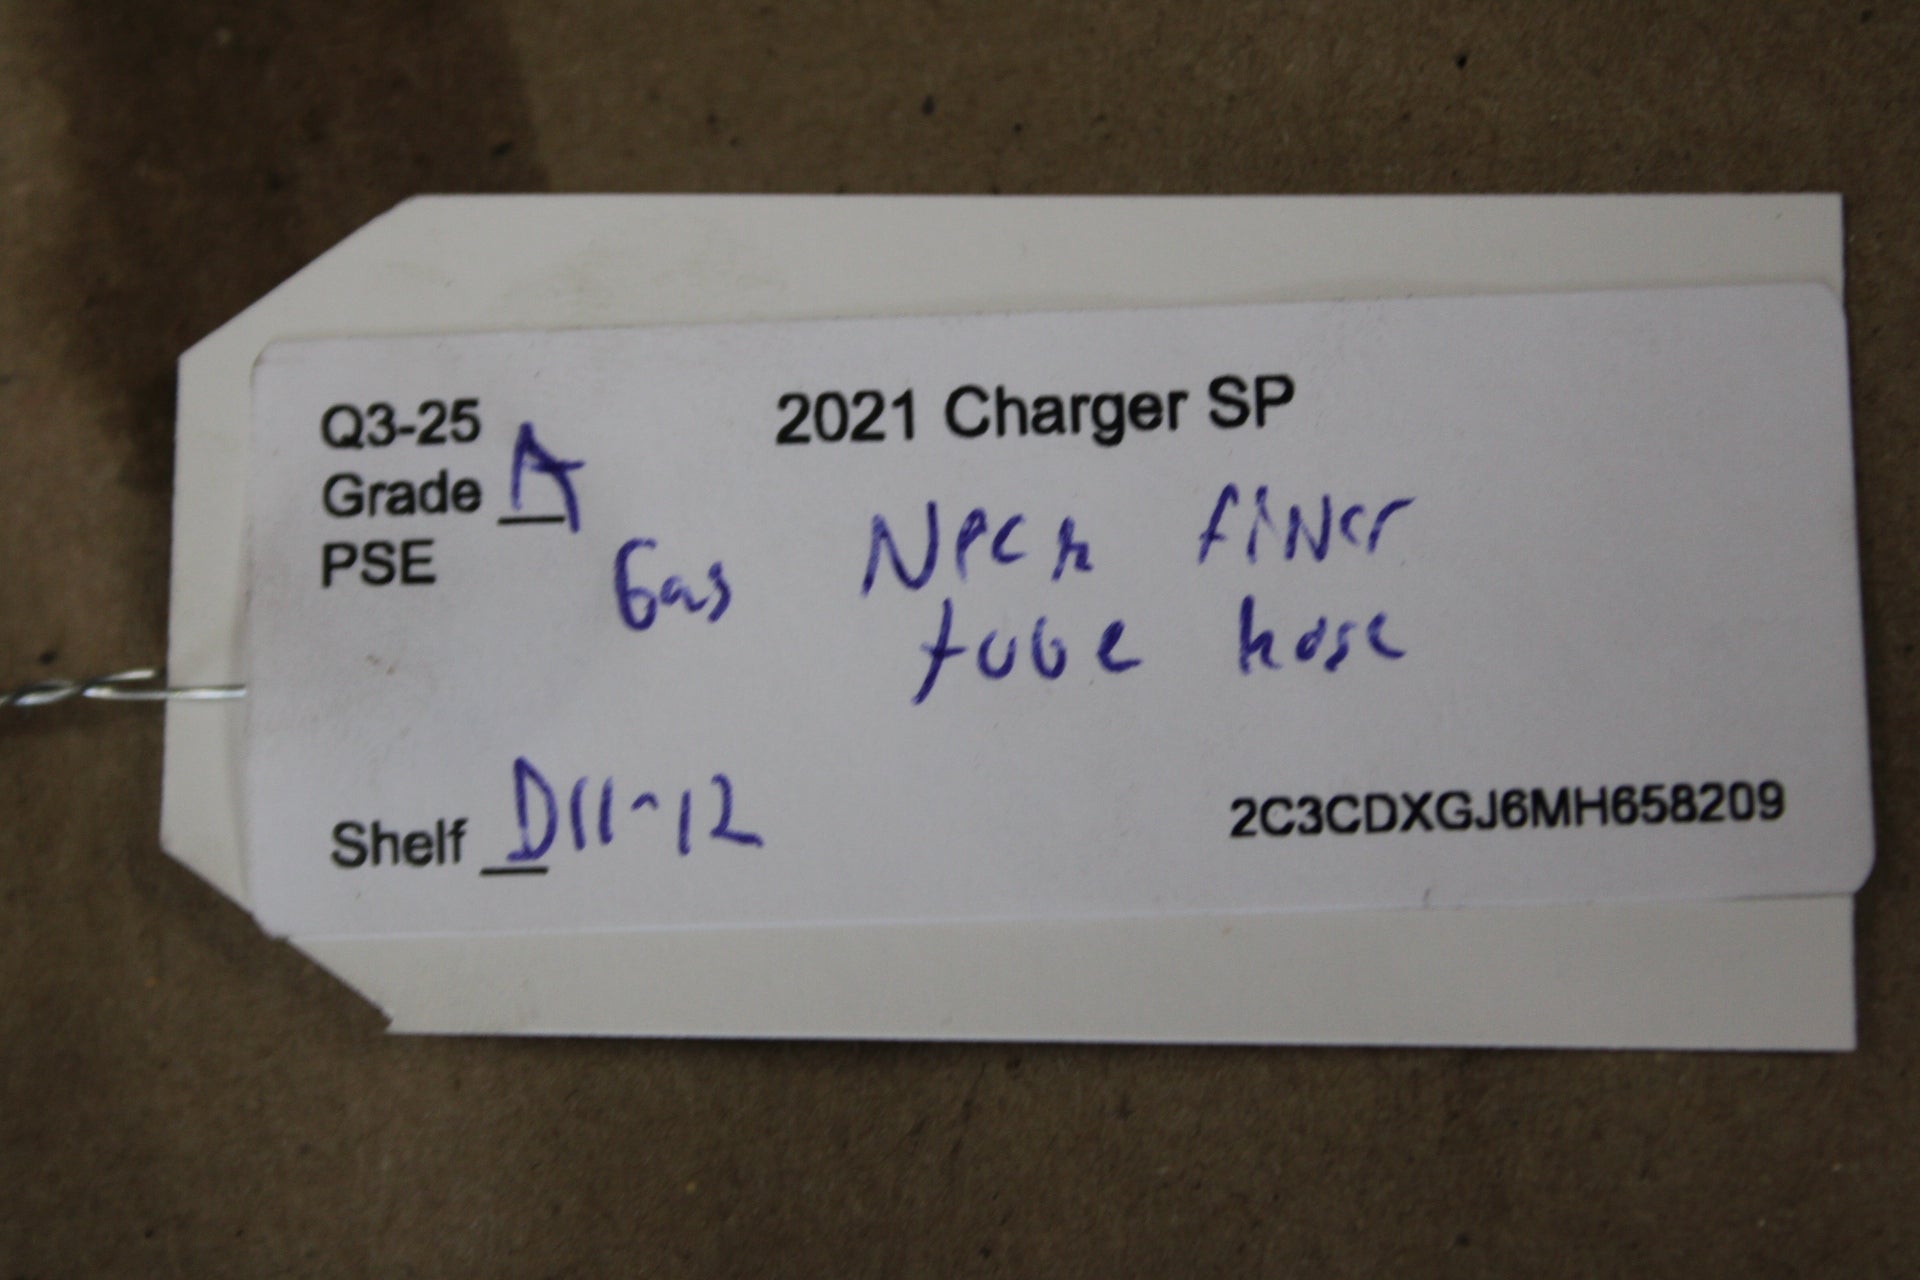 Q3-25
2021 Charger SP
Grade A
PSE
Gas Neck filler
tube hose
Shelf D11-12
2C3CDXGJ6MH658209